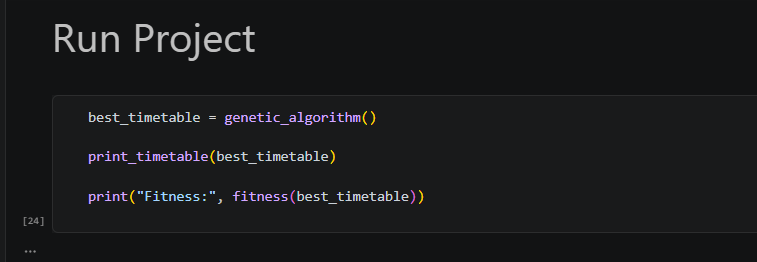 Run Project
best_timetable = genetic_algorithm()
print_timetable(best_timetable)
print("Fitness:", fitness(best_timetable))
[24]
...